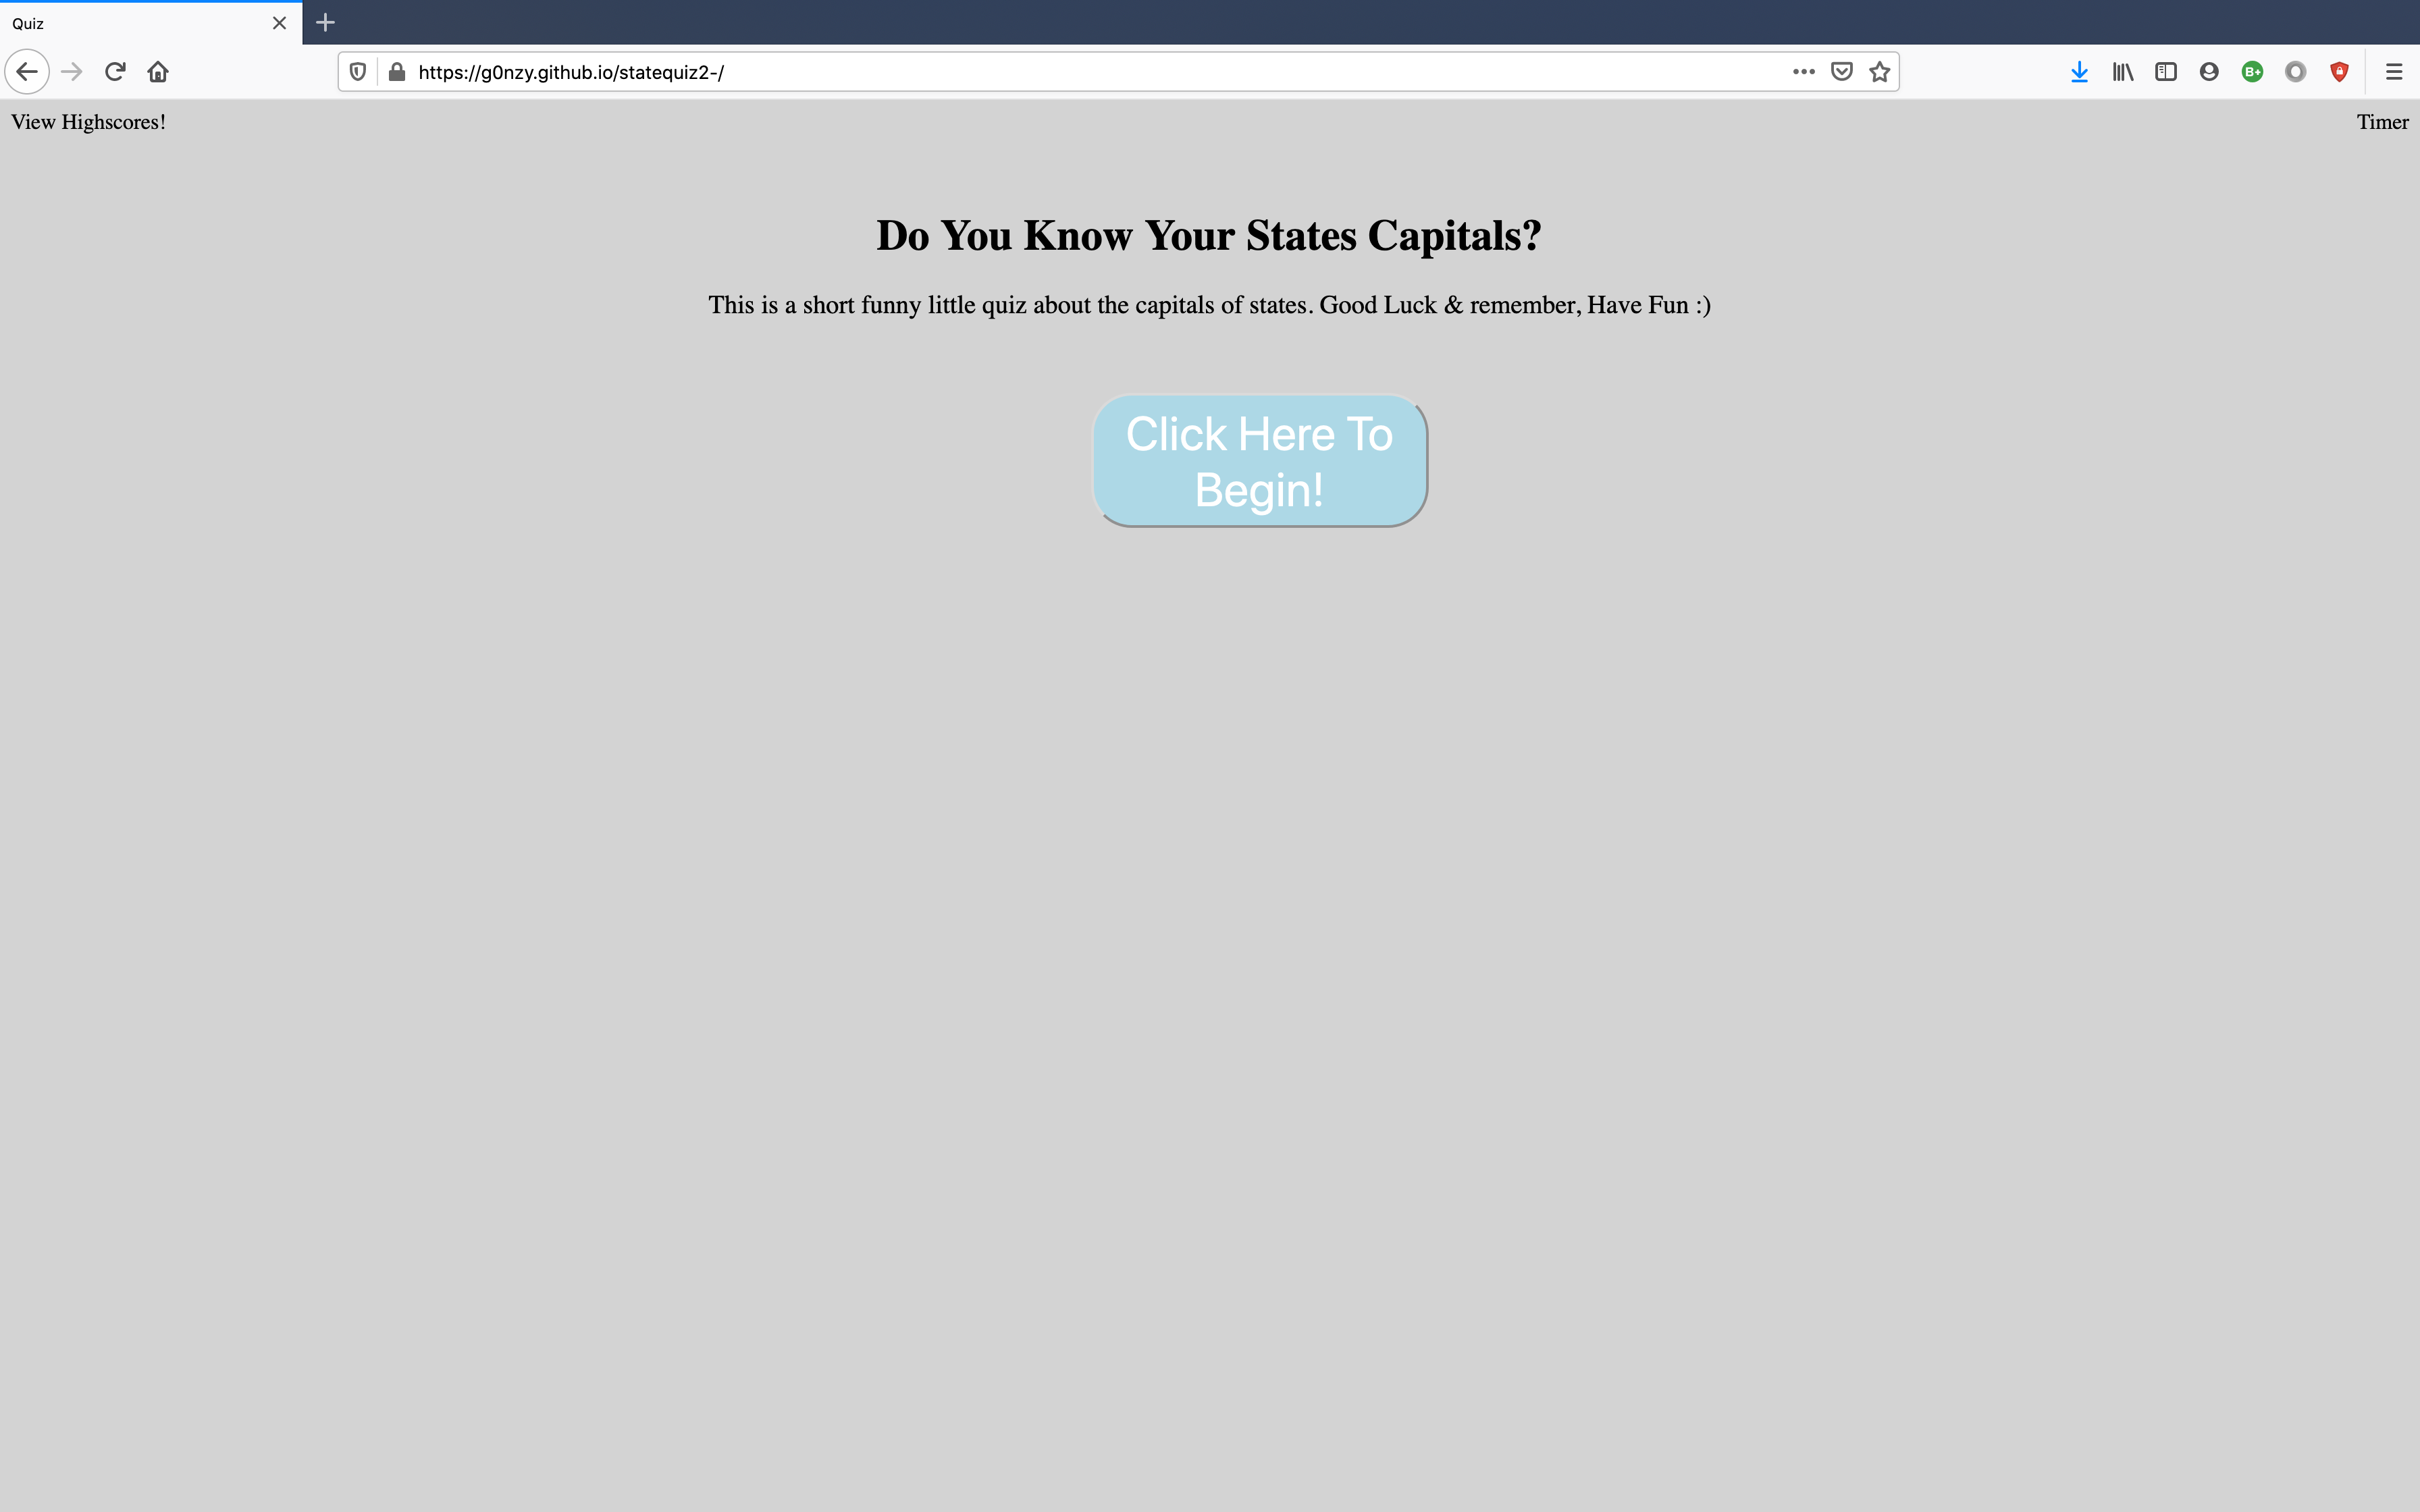 Quiz
https://g0nzy.github.io/statequiz2-/
B+
View Highscores!
Timer
Do You Know Your States Capitals?
This is a short funny little quiz about the capitals of states. Good Luck & remember, Have Fun :)
Click Here To
Begin!